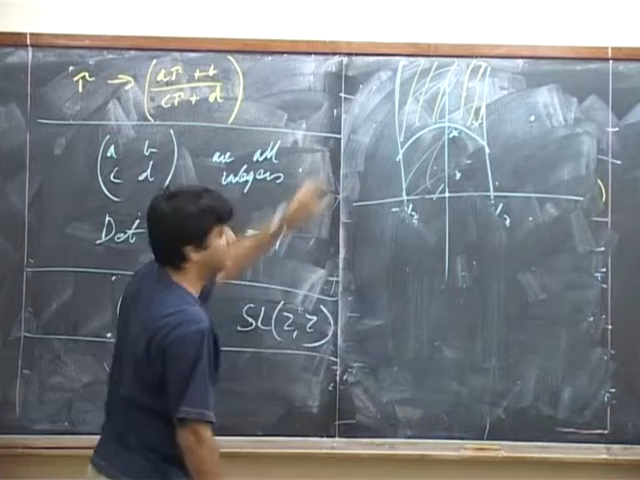 τ → (aτ + b / cτ + d)
(a b
c d) are all
integers
Det
SL(2, Z)
-1/2 1/2